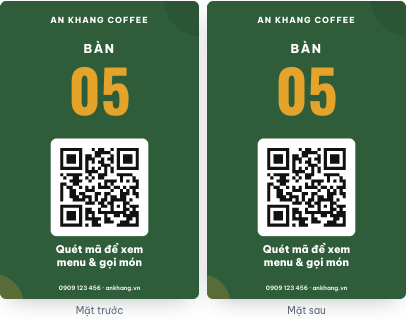 AN KHANG COFFEE
BÀN
05
Quét mã để xem
menu & gọi món
0909 123 456 · ankhang.vn
Mặt trước
AN KHANG COFFEE
BÀN
05
Quét mã để xem
menu & gọi món
0909 123 456 · ankhang.vn
Mặt sau